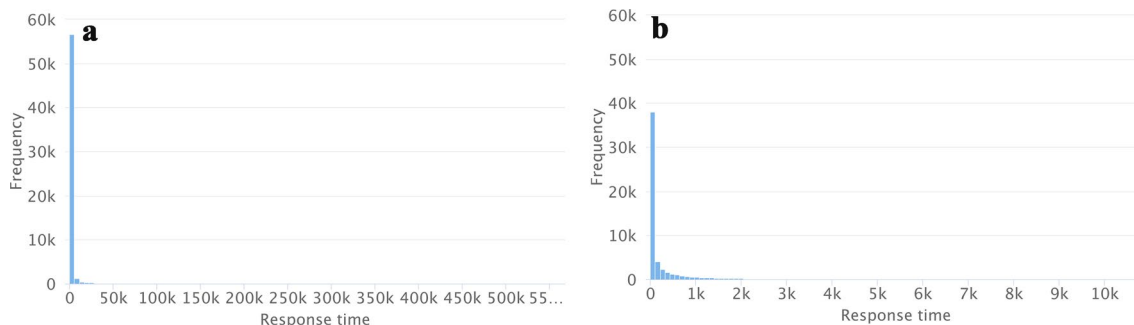 a
60k
50k
40k
30k
20k
10k
0
Frequency
0 50k 100k 150k 200k 250k 300k 350k 400k 450k 500k 55...
Response time
b
60k
50k
40k
30k
20k
10k
0
Frequency
0 1k 2k 3k 4k 5k 6k 7k 8k 9k 10k
Response time